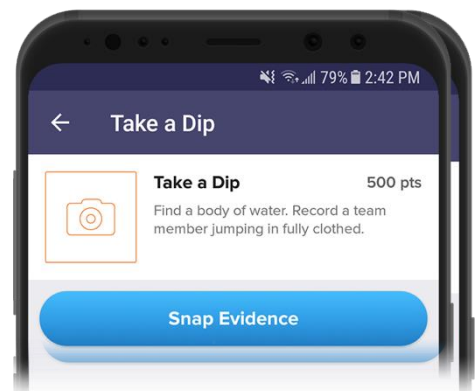 79% 2:42 PM
Take a Dip
Take a Dip 500 pts
Find a body of water. Record a team
member jumping in fully clothed.
Snap Evidence